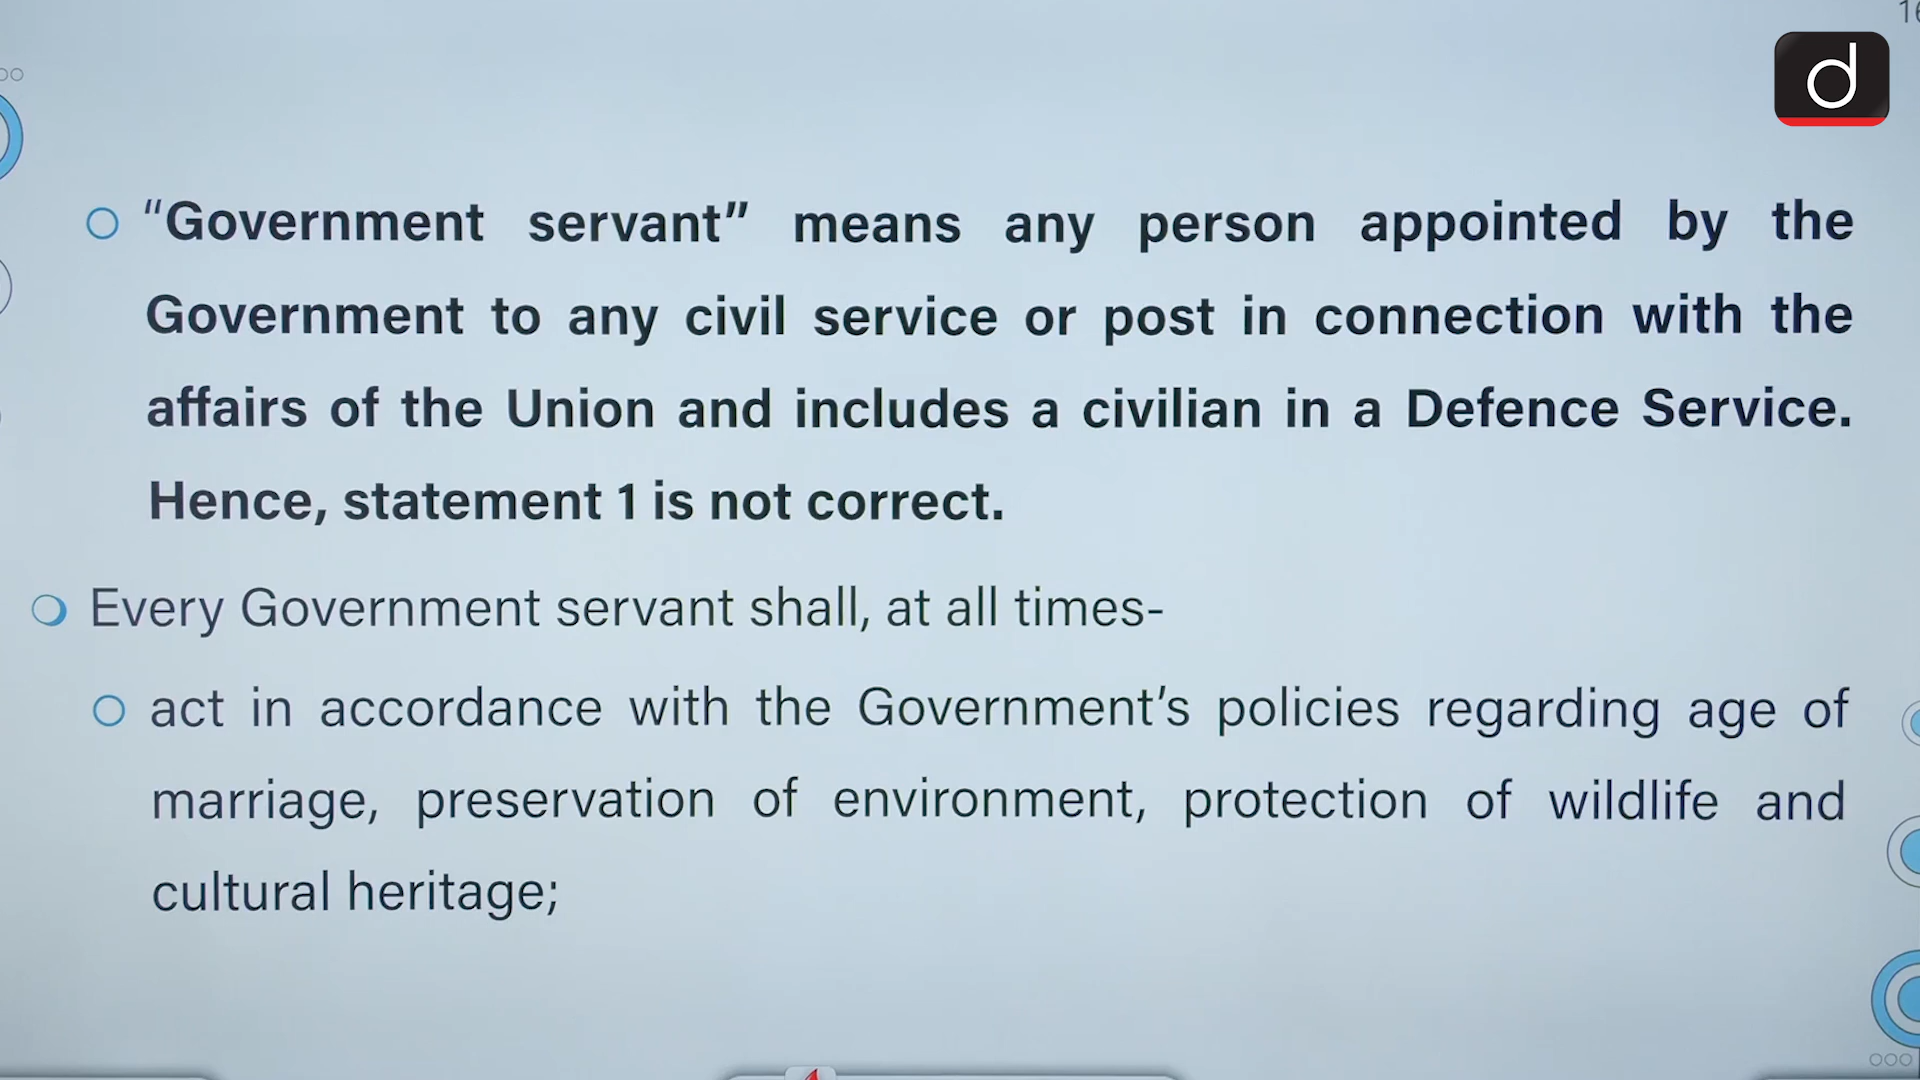 d
“Government servant” means any person appointed by the
Government to any civil service or post in connection with the
affairs of the Union and includes a civilian in a Defence Service.
Hence, statement 1 is not correct.
Every Government servant shall, at all times-
act in accordance with the Government’s policies regarding age of
marriage, preservation of environment, protection of wildlife and
cultural heritage;